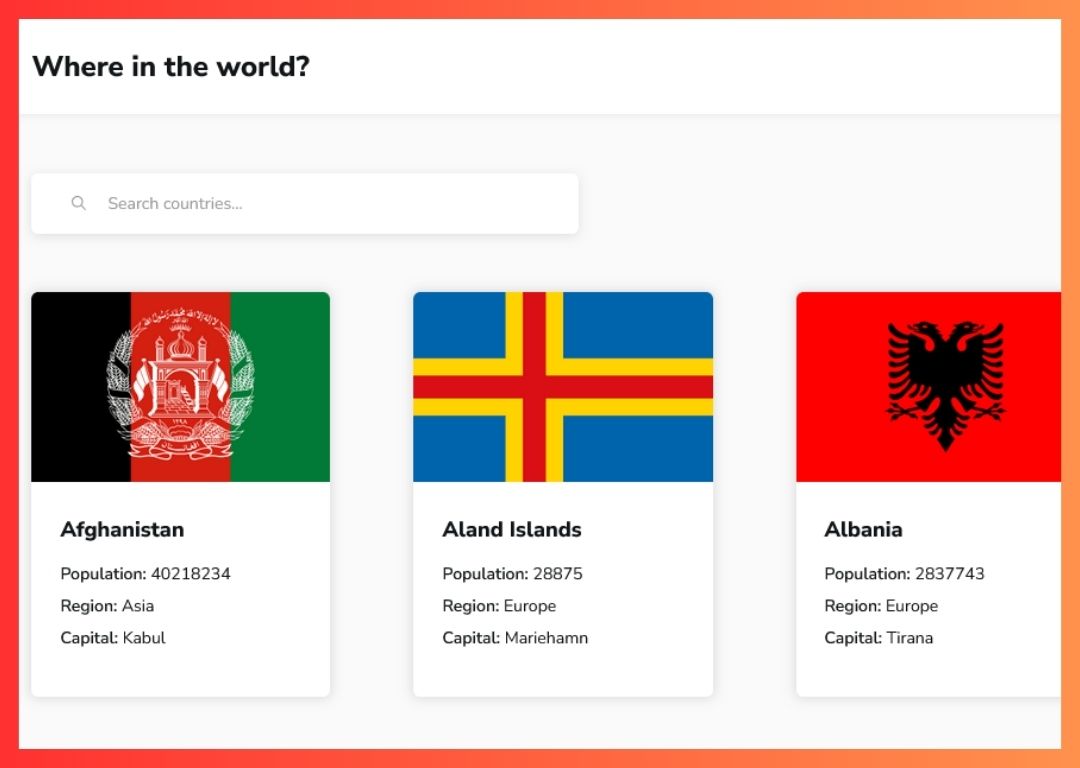 Where in the world?
Search countries...
Afghanistan
Population: 40218234
Region: Asia
Capital: Kabul
Aland Islands
Population: 28875
Region: Europe
Capital: Mariehamn
Albania
Population: 2837743
Region: Europe
Capital: Tirana